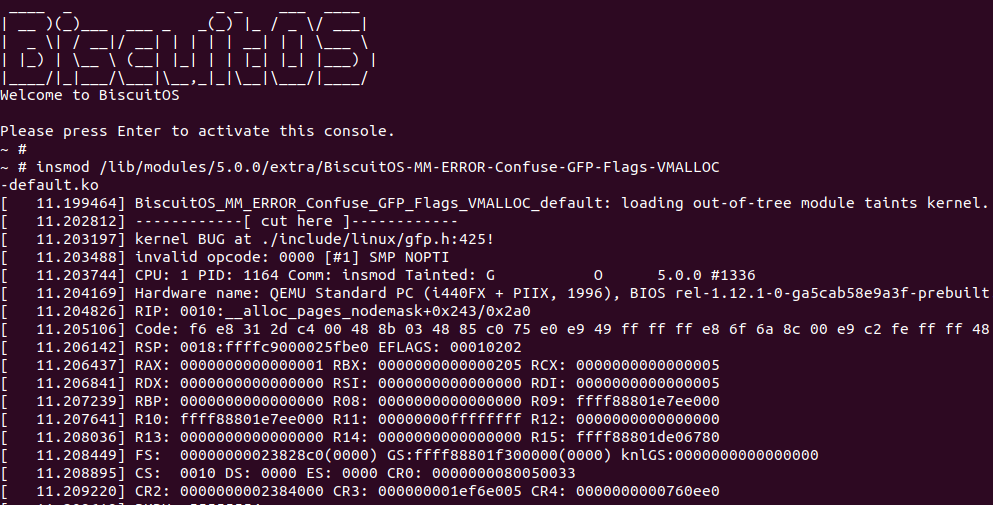 ____  _                _ _    ___  ____
| __ )(_)___  ___ _   _(_) |_ / _ \/ ___|
|  _ \| / __|/ __| | | | | __| | | \___ \
| |_) | \__ \ (__| |_| | | |_| |_| |___) |
|____/|_|___/\___|\__,_|_|\__|\___/|____/
Welcome to BiscuitOS
Please press Enter to activate this console.
~ #
~ # insmod /lib/modules/5.0.0/extra/BiscuitOS-MM-ERROR-Confuse-GFP-Flags-VMALLOC
-default.ko
[   11.199464] BiscuitOS_MM_ERROR_Confuse_GFP_Flags_VMALLOC_default: loading out-of-tree module taints kernel.
[   11.202812] ------------[ cut here ]------------
[   11.203197] kernel BUG at ./include/linux/gfp.h:425!
[   11.203488] invalid opcode: 0000 [#1] SMP NOPTI
[   11.203744] CPU: 1 PID: 1164 Comm: insmod Tainted: G           O      5.0.0 #1336
[   11.204169] Hardware name: QEMU Standard PC (i440FX + PIIX, 1996), BIOS rel-1.12.1-0-ga5cab58e9a3f-prebuilt
[   11.204826] RIP: 0010:__alloc_pages_nodemask+0x243/0x2a0
[   11.205106] Code: f6 e8 31 2d c4 00 48 8b 03 48 85 c0 75 e0 e9 49 ff ff ff e8 6f 6a 8c 00 e9 c2 fe ff ff 48
[   11.206142] RSP: 0018:ffffc9000025fbe0 EFLAGS: 00010202
[   11.206437] RAX: 0000000000000001 RBX: 0000000000000205 RCX: 0000000000000005
[   11.206841] RDX: 0000000000000000 RSI: 0000000000000000 RDI: 0000000000000005
[   11.207239] RBP: 0000000000000000 R08: 0000000000000000 R09: ffff88801e7ee000
[   11.207641] R10: ffff88801e7ee000 R11: 00000000ffffffff R12: 0000000000000000
[   11.208036] R13: 0000000000000000 R14: 0000000000000000 R15: ffff88801de06780
[   11.208449] FS:  00000000023828c0(0000) GS:ffff88801f300000(0000) knlGS:0000000000000000
[   11.208895] CS:  0010 DS: 0000 ES: 0000 CR0: 0000000080050033
[   11.209220] CR2: 0000000002384000 CR3: 000000001ef6e005 CR4: 0000000000760ee0